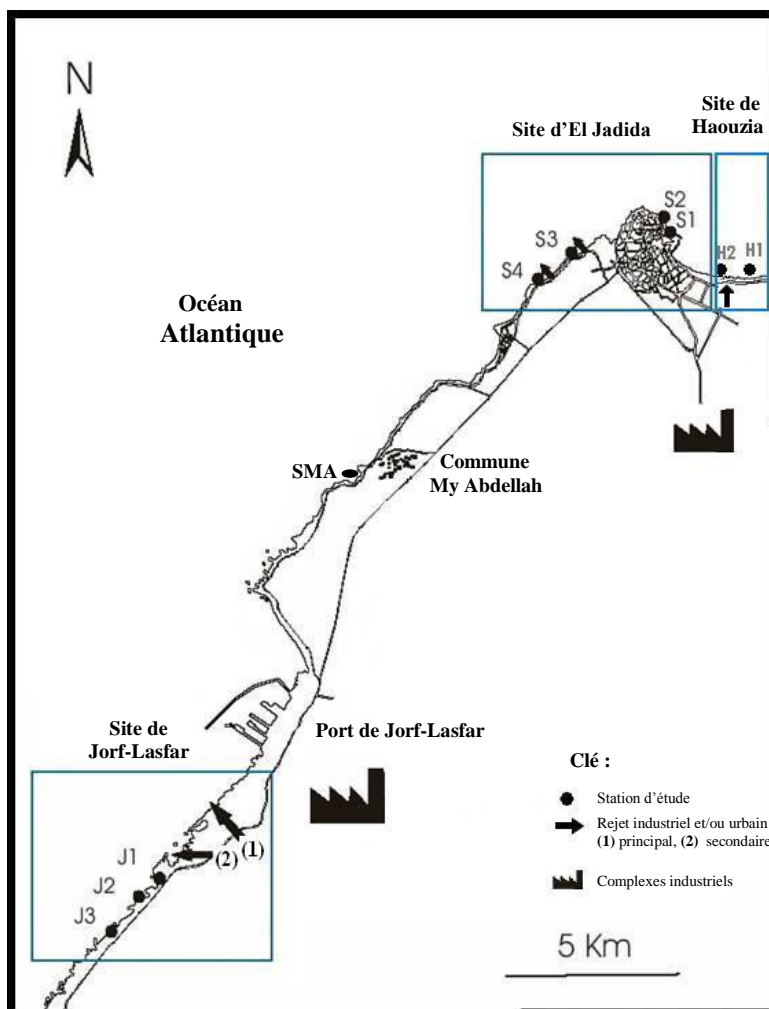 N
Site de
Haouzia
Site d'El Jadida
S2
S1
S3
S4
H2 H1
Océan
Atlantique
SMA
Commune
My Abdellah
Site de
Jorf-Lasfar
Port de Jorf-Lasfar
Clé :
Station d'étude
Rejet industriel et/ou urbain
(1) principal, (2) secondaire
Complexes industriels
(1)
(2)
J1
J2
J3
5 Km